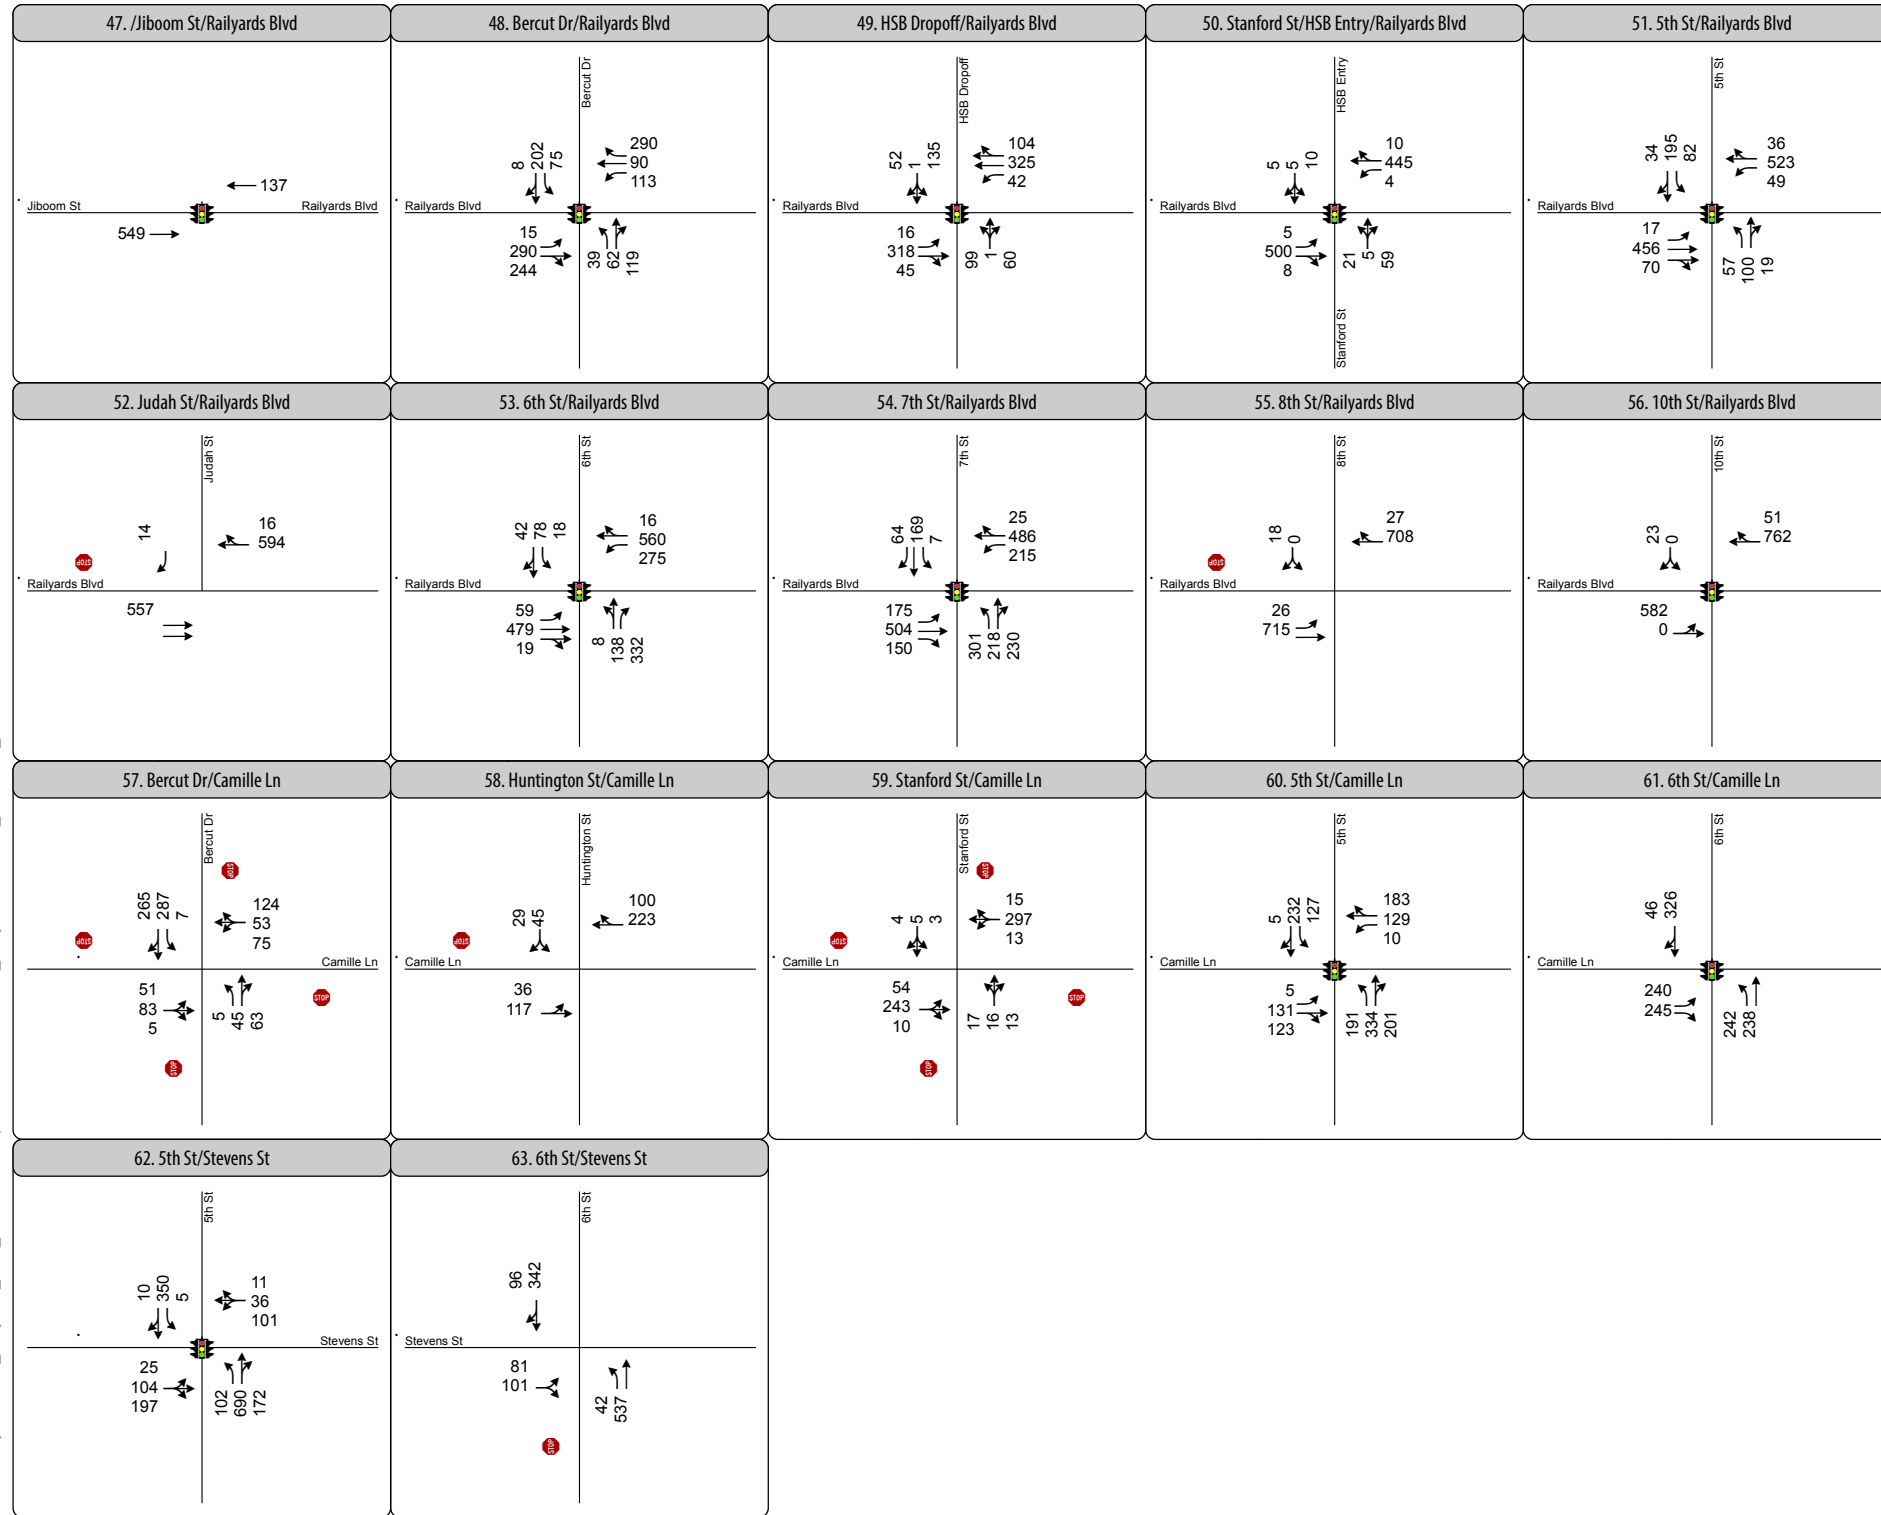 47. /Jiboom St/Railyards Blvd
137
Jiboom St
Railyards Blvd
549
48. Bercut Dr/Railyards Blvd
Bercut Dr
8
202
75
290
90
113
Railyards Blvd
15
290
244
39
62
119
49. HSB Dropoff/Railyards Blvd
HSB Dropoff
52
1
135
104
325
42
Railyards Blvd
16
318
45
99
1
60
50. Stanford St/HSB Entry/Railyards Blvd
HSB Entry
5
5
10
10
445
4
Railyards Blvd
5
500
8
21
5
59
Stanford St
51. 5th St/Railyards Blvd
5th St
34
195
82
36
523
49
Railyards Blvd
17
456
70
57
100
19
52. Judah St/Railyards Blvd
Judah St
14
16
594
STOP
Railyards Blvd
557
53. 6th St/Railyards Blvd
6th St
42
78
18
16
560
275
Railyards Blvd
59
479
19
8
138
332
54. 7th St/Railyards Blvd
7th St
64
169
7
25
486
215
Railyards Blvd
175
504
150
301
218
230
55. 8th St/Railyards Blvd
8th St
18
0
27
708
STOP
Railyards Blvd
26
715
56. 10th St/Railyards Blvd
10th St
23
0
51
762
Railyards Blvd
582
0
57. Bercut Dr/Camille Ln
Bercut Dr
STOP
265
287
7
124
53
75
STOP
Camille Ln
51
83
5
5
45
63
STOP
STOP
58. Huntington St/Camille Ln
Huntington St
29
45
100
223
STOP
Camille Ln
36
117
59. Stanford St/Camille Ln
Stanford St
STOP
4
5
3
15
297
13
STOP
Camille Ln
54
243
10
17
16
13
STOP
STOP
60. 5th St/Camille Ln
5th St
5
232
127
183
129
10
Camille Ln
5
131
123
191
334
201
61. 6th St/Camille Ln
6th St
46
326
Camille Ln
240
245
242
238
62. 5th St/Stevens St
5th St
10
350
5
11
36
101
Stevens St
25
104
197
102
690
172
63. 6th St/Stevens St
6th St
96
342
Stevens St
81
101
42
537
STOP